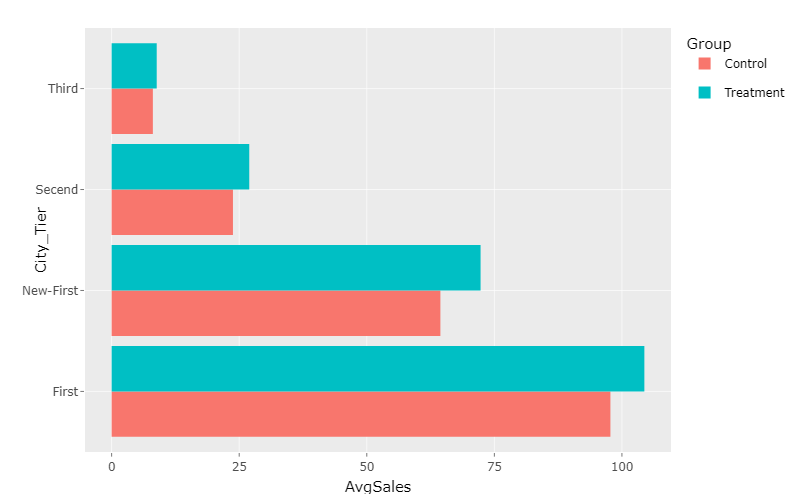 Group
Control
Treatment
Third
Secend
New-First
First
City_Tier
0 25 50 75 100
AvgSales